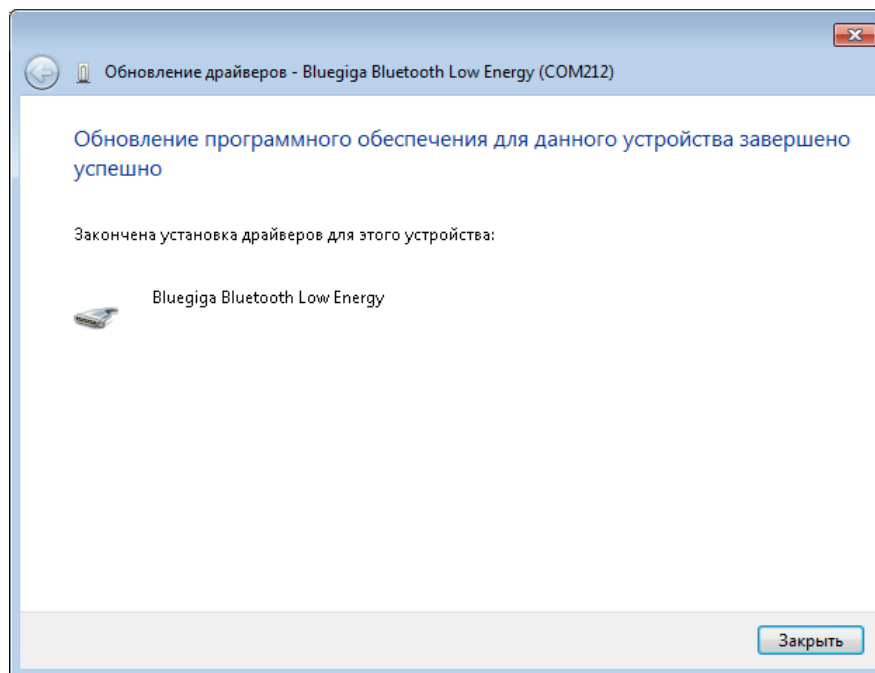 Обновление драйверов - Bluegiga Bluetooth Low Energy (COM212)
Обновление программного обеспечения для данного устройства завершено
успешно
Закончена установка драйверов для этого устройства:
Bluegiga Bluetooth Low Energy
Закрыть